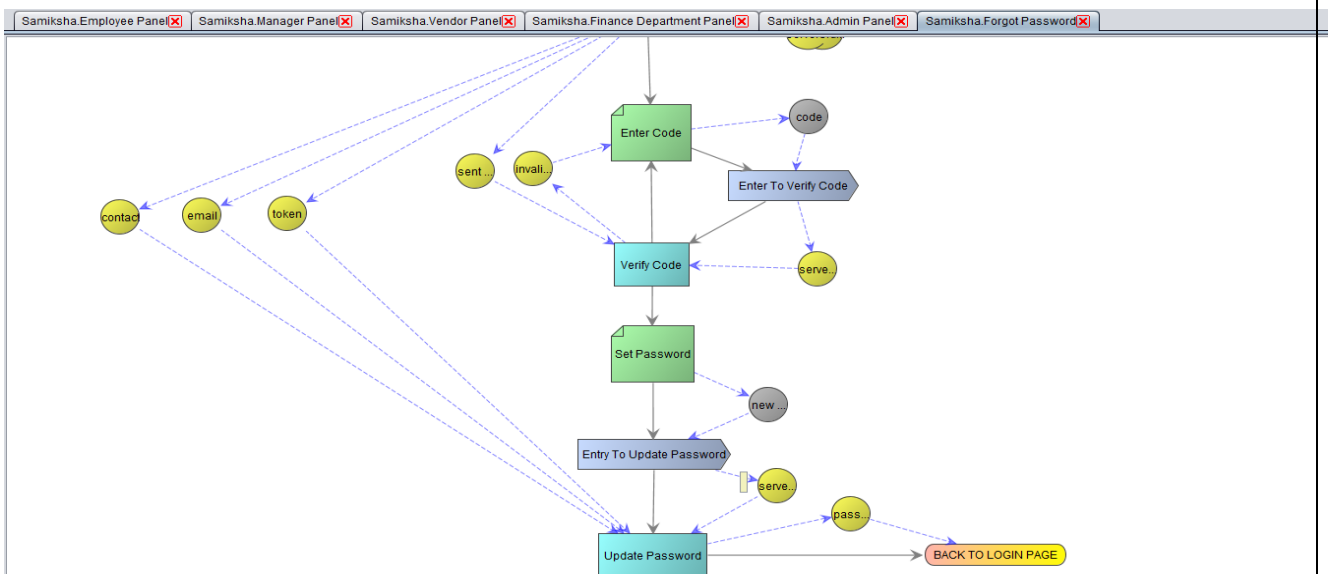 Samiksha.Employee Panel
Samiksha.Manager Panel
Samiksha.Vendor Panel
Samiksha.Finance Department Panel
Samiksha.Admin Panel
Samiksha.Forgot Password
Enter Code
code
sent ...
invali...
Enter To Verify Code
contact
email
token
Verify Code
serve...
Set Password
new ...
Entry To Update Password
serve...
pass...
Update Password
BACK TO LOGIN PAGE